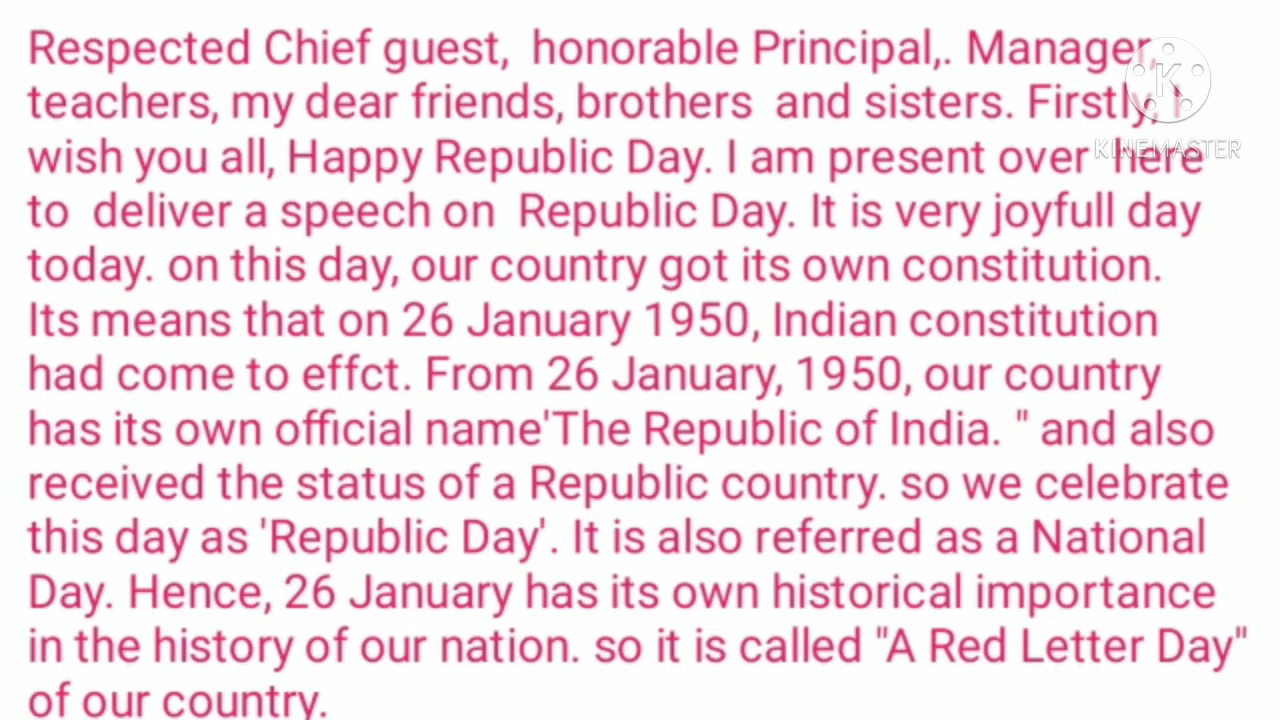 Respected Chief guest,  honorable Principal,. Manager,
teachers, my dear friends, brothers  and sisters. Firstly, I
wish you all, Happy Republic Day. I am present over  here
to  deliver a speech on  Republic Day. It is very joyfull day
today. on this day, our country got its own constitution.
Its means that on 26 January 1950, Indian constitution
had come to effct. From 26 January, 1950, our country
has its own official name'The Republic of India. " and also
received the status of a Republic country. so we celebrate
this day as 'Republic Day'. It is also referred as a National
Day. Hence, 26 January has its own historical importance
in the history of our nation. so it is called "A Red Letter Day"
of our country.
K
KINEMASTER